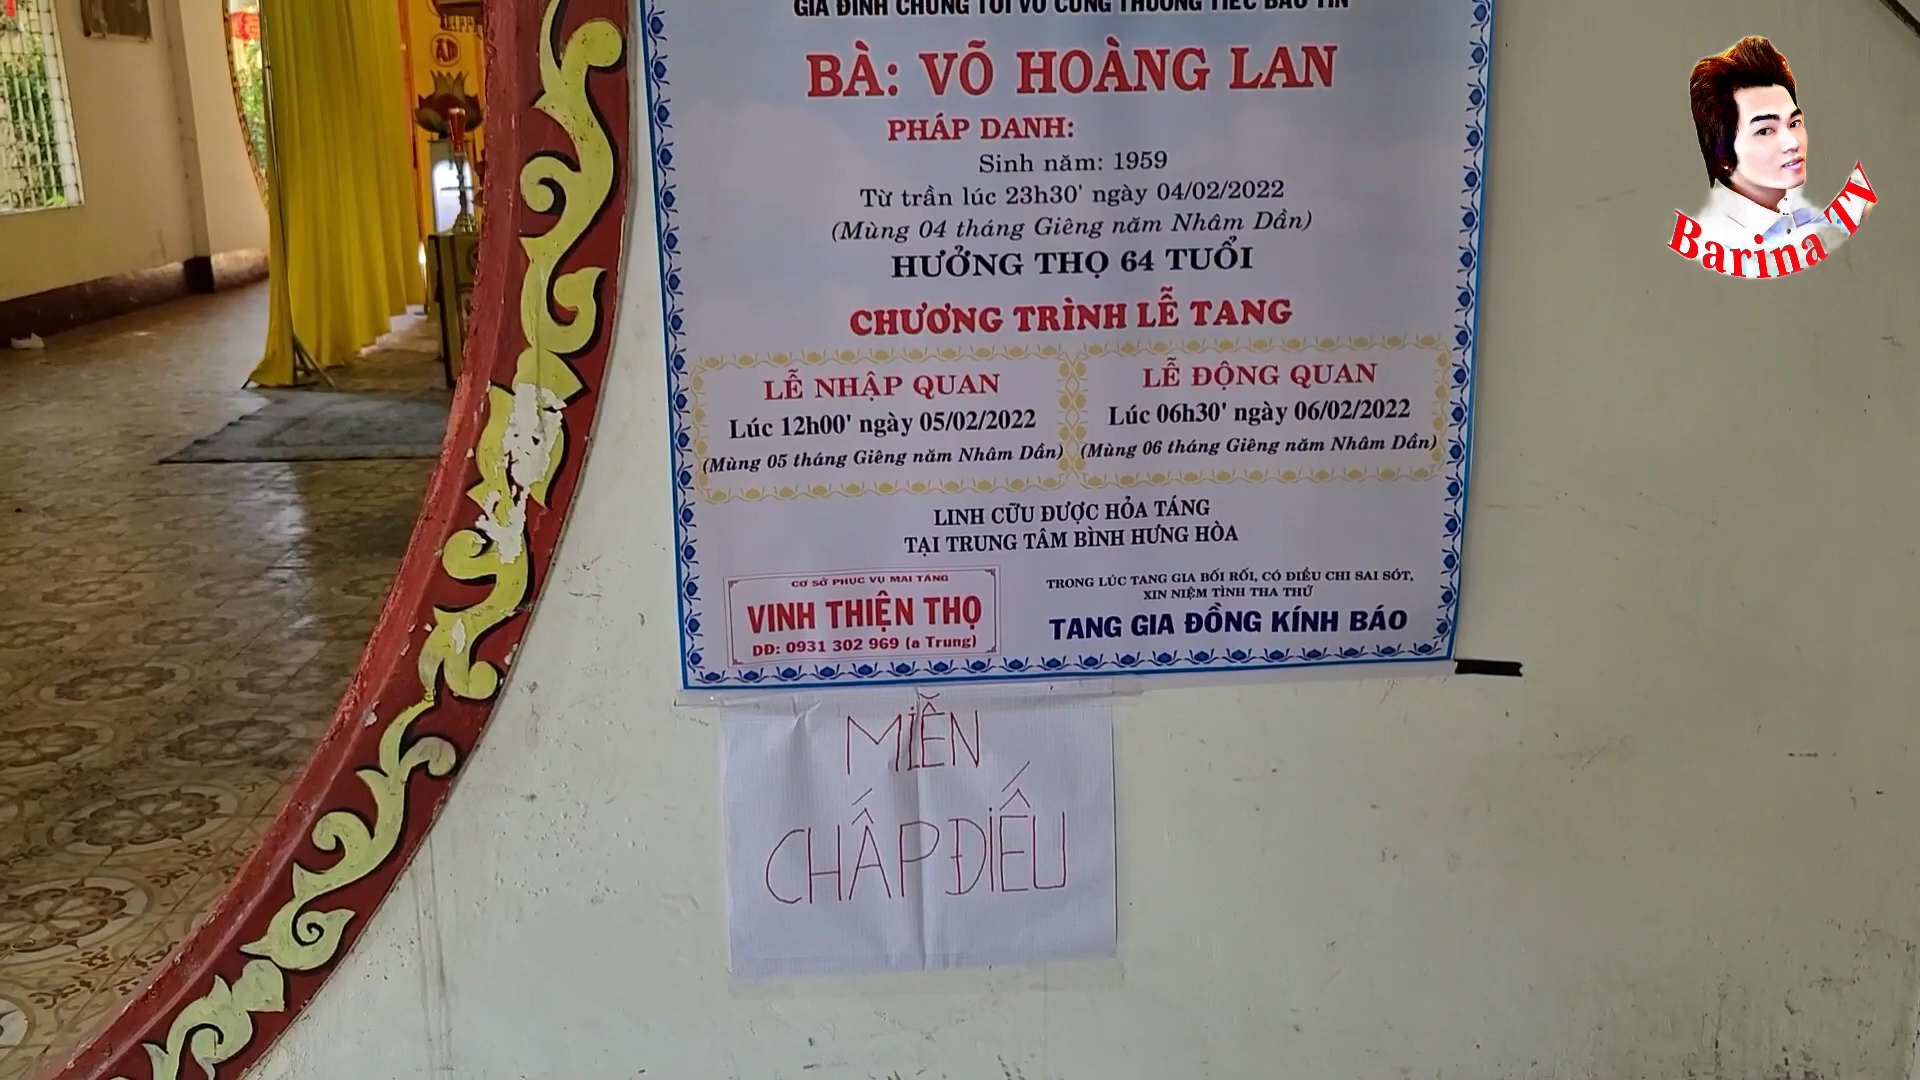 GIA ĐÌNH CHÚNG TÔI VÔ CÙNG THƯƠNG TIẾC BÁO TIN
BÀ: VÕ HOÀNG LAN
PHÁP DANH:
Sinh năm: 1959
Từ trần lúc 23h30' ngày 04/02/2022
(Mùng 04 tháng Giêng năm Nhâm Dần)
HƯỞNG THỌ 64 TUỔI
CHƯƠNG TRÌNH LỄ TANG
LỄ NHẬP QUAN
Lúc 12h00' ngày 05/02/2022
(Mùng 05 tháng Giêng năm Nhâm Dần)
LỄ ĐỘNG QUAN
Lúc 06h30' ngày 06/02/2022
(Mùng 06 tháng Giêng năm Nhâm Dần)
LINH CỮU ĐƯỢC HỎA TÁNG
TẠI TRUNG TÂM BÌNH HƯNG HÒA
CƠ SỞ PHỤC VỤ MAI TÁNG
VINH THIỆN THỌ
DĐ: 0931 302 969 (a Trung)
TRONG LÚC TANG GIA BỐI RỐI, CÓ ĐIỀU CHI SAI SÓT,
XIN NIỆM TÌNH THA THỨ
TANG GIA ĐỒNG KÍNH BÁO
MIỄN
CHẤP ĐIẾU
Barina TV